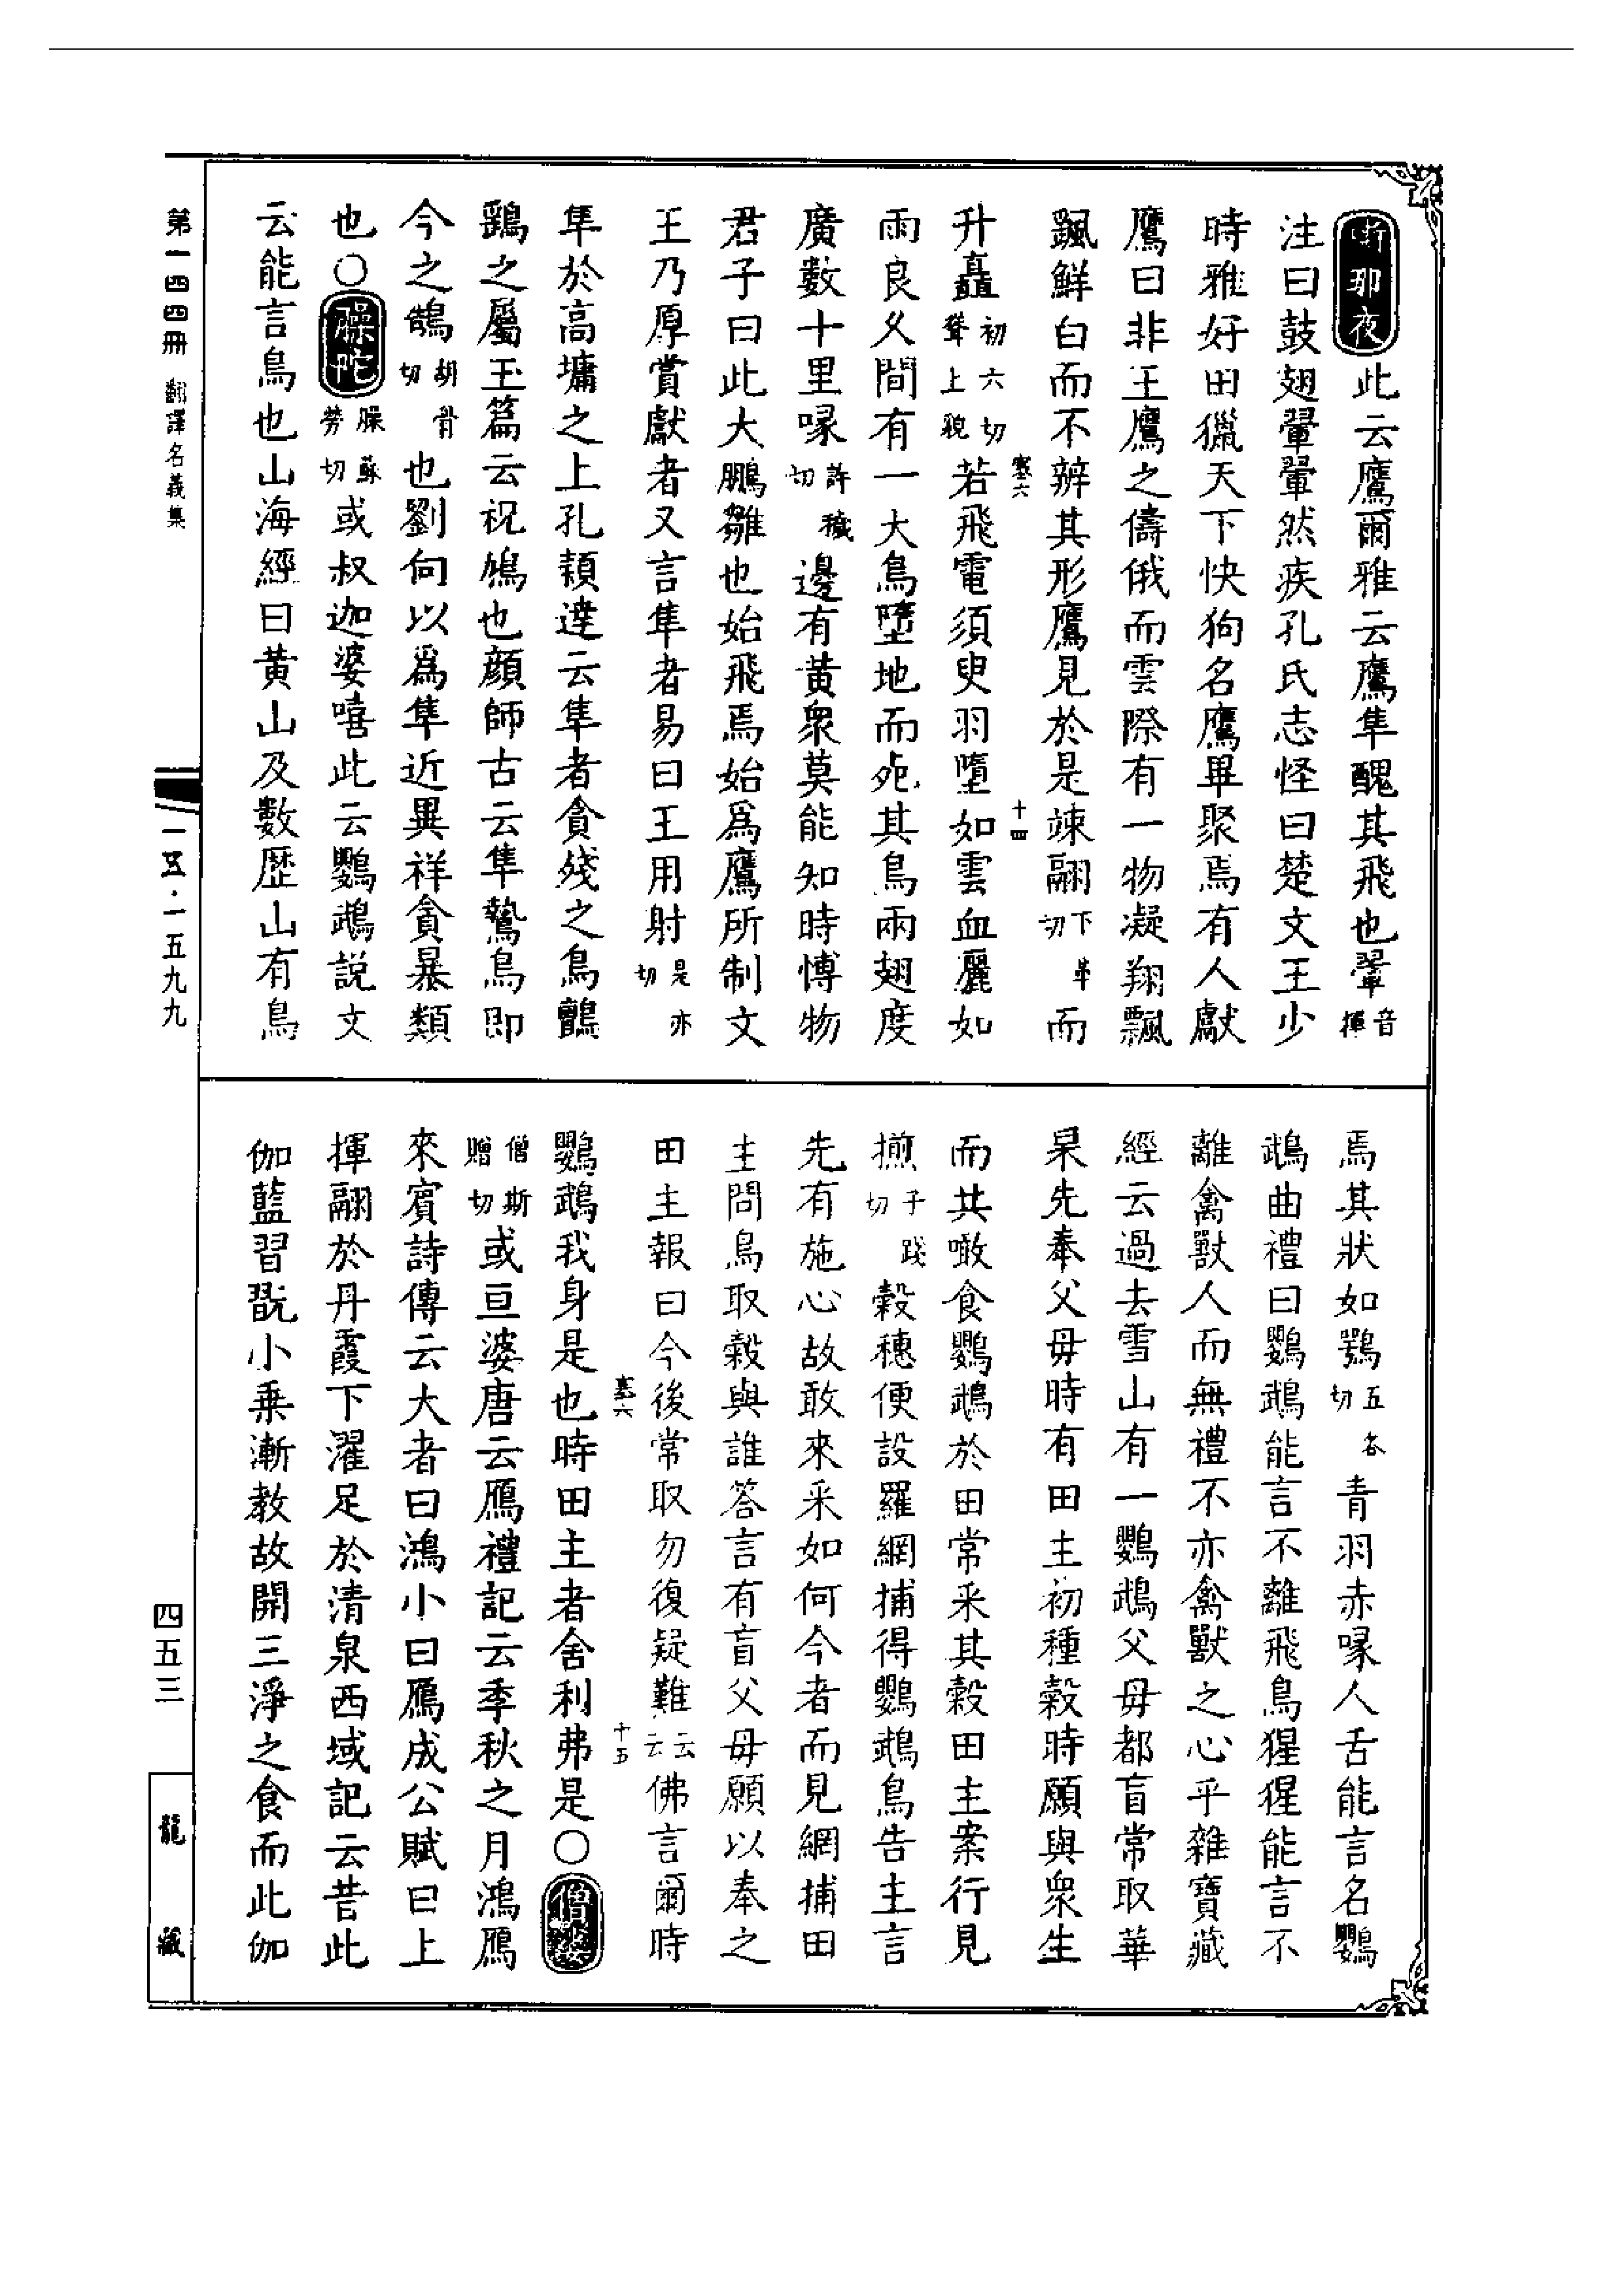 嘶那夜此云鷹爾雅云鷹隼醜其飛也翬音揮
注曰鼓翅翬翬然疾孔氏志怪曰楚文王少
時雅好田獵天下快狗名鷹畢聚焉有人獻
鷹曰非王鷹之儔俄而雲際有一物凝翔飄
飄鮮白而不辨其形鷹見於是竦翮下革切而
升矗初六切聳上貌若飛電須臾羽墮如雲血灑如
塞六
十四
雨良久間有一大鳥墮地而死其鳥兩翅度
廣數十里喙許穢切邊有黃衆莫能知時博物
君子曰此大鵬雛也始飛焉始爲鷹所制文
王乃厚賞獻者又言隼者易曰王用射是亦切
隼於高墉之上孔穎達云隼者貪殘之鳥鸇
鷂之屬玉篇云祝鳩也顏師古云隼鷙鳥即
今之鶻胡骨切也劉向以爲隼近異祥貪暴類
也○臊陀臊蘇勞切或叔迦婆嘻此云鸚鵡説文
云能言鳥也山海經曰黃山及數歷山有鳥
焉其狀如鶚五各切青羽赤喙人舌能言名鸚
鵡曲禮曰鸚鵡能言不離飛鳥猩猩能言不
離禽獸人而無禮不亦禽獸之心乎雜寶藏
經云過去雪山有一鸚鵡父母都盲常取華
果先奉父母時有田主初種穀時願與衆生
而共噉食鸚鵡於田常采其穀田主案行見
揃子踐切穀穗便設羅網捕得鸚鵡鳥告主言
先有施心故敢來采如何今者而見網捕田
主問鳥取穀與誰答言有盲父母願以奉之
田主報曰今後常取勿復疑難云云佛言爾時
塞六
十五
鸚鵡我身是也時田主者舍利弗是○僧娑
僧斯贈切或亘婆唐云鴈禮記云季秋之月鴻鴈
來賓詩傳云大者曰鴻小曰鴈成公賦曰上
揮翮於丹霞下濯足於清泉西域記云昔此
伽藍習翫小乘漸教故開三淨之食而此伽
第一四四冊 翻譯名義集
一五·一五九九
四五三
龍藏